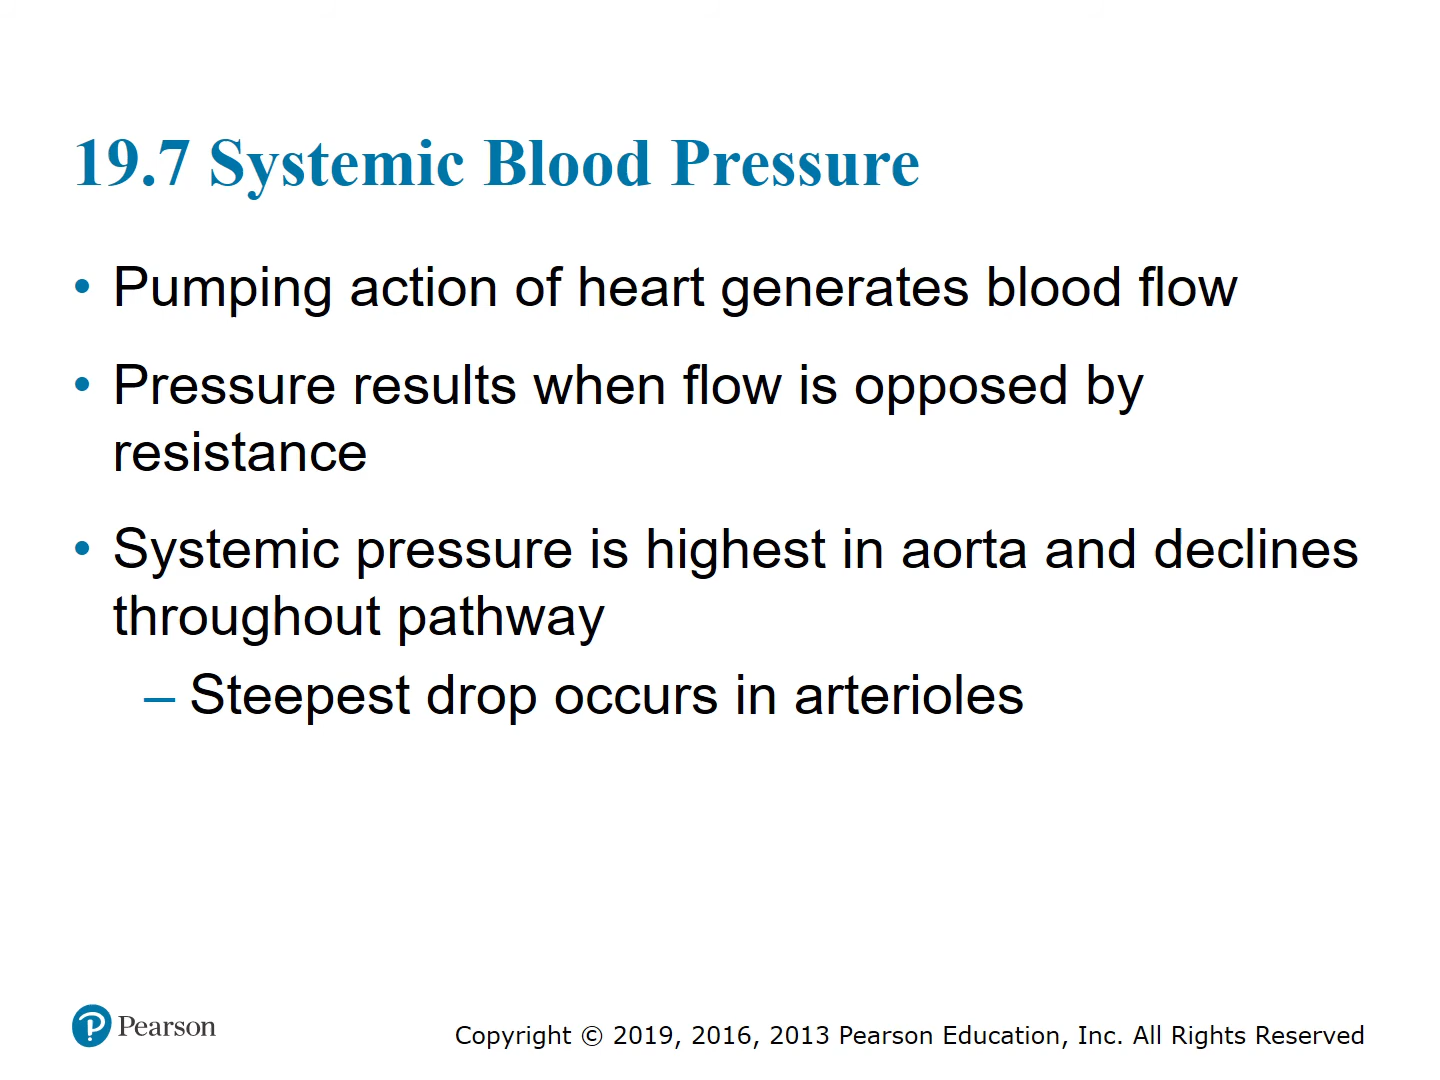 19.7 Systemic Blood Pressure
• Pumping action of heart generates blood flow
• Pressure results when flow is opposed by
resistance
• Systemic pressure is highest in aorta and declines
throughout pathway
– Steepest drop occurs in arterioles
Pearson
Copyright © 2019, 2016, 2013 Pearson Education, Inc. All Rights Reserved